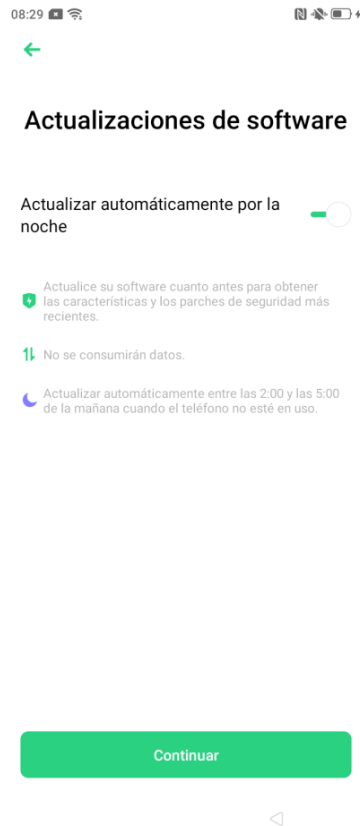 08:29
Actualizaciones de software
Actualizar automáticamente por la
noche
Actualice su software cuanto antes para obtener
las características y los parches de seguridad más
recientes.
No se consumirán datos.
Actualizar automáticamente entre las 2:00 y las 5:00
de la mañana cuando el teléfono no esté en uso.
Continuar